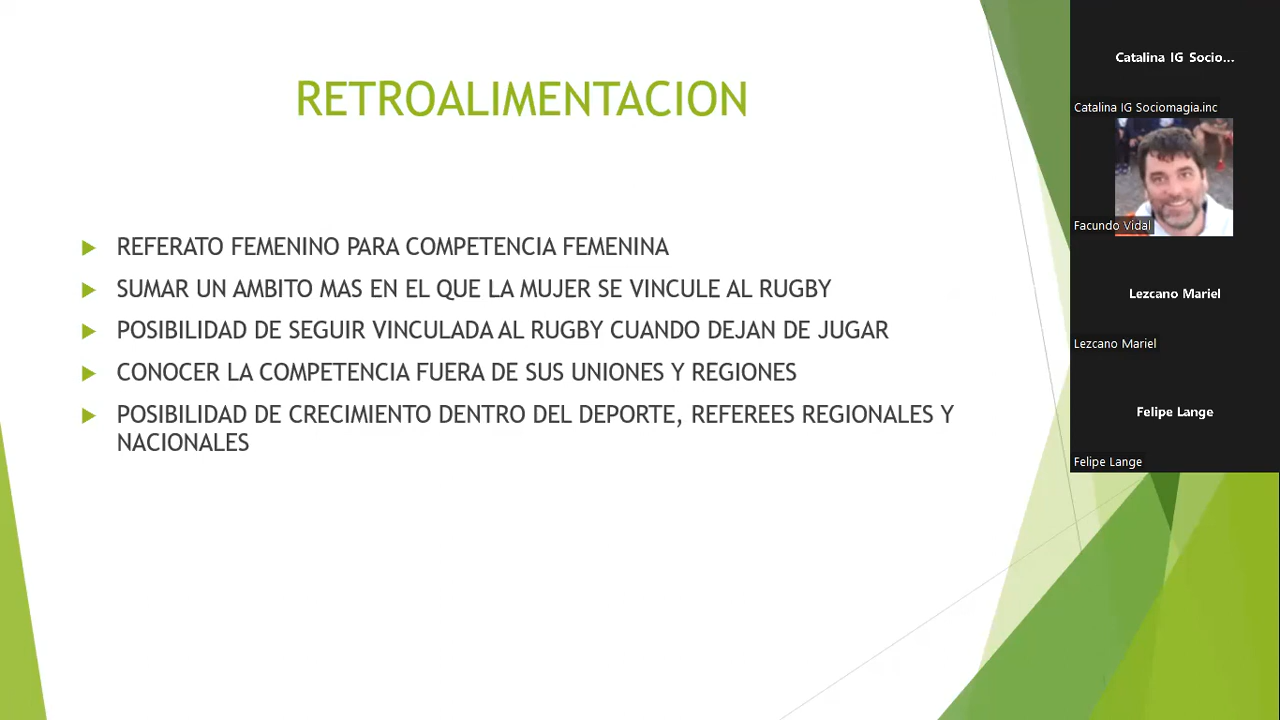 RETROALIMENTACION
REFERATO FEMENINO PARA COMPETENCIA FEMENINA
SUMAR UN AMBITO MAS EN EL QUE LA MUJER SE VINCULE AL RUGBY
POSIBILIDAD DE SEGUIR VINCULADA AL RUGBY CUANDO DEJAN DE JUGAR
CONOCER LA COMPETENCIA FUERA DE SUS UNIONES Y REGIONES
POSIBILIDAD DE CRECIMIENTO DENTRO DEL DEPORTE, REFEREES REGIONALES Y
NACIONALES
Catalina IG Socio...
Catalina IG Sociomagia.inc
Facundo Vidal
Lezcano Mariel
Lezcano Mariel
Felipe Lange
Felipe Lange